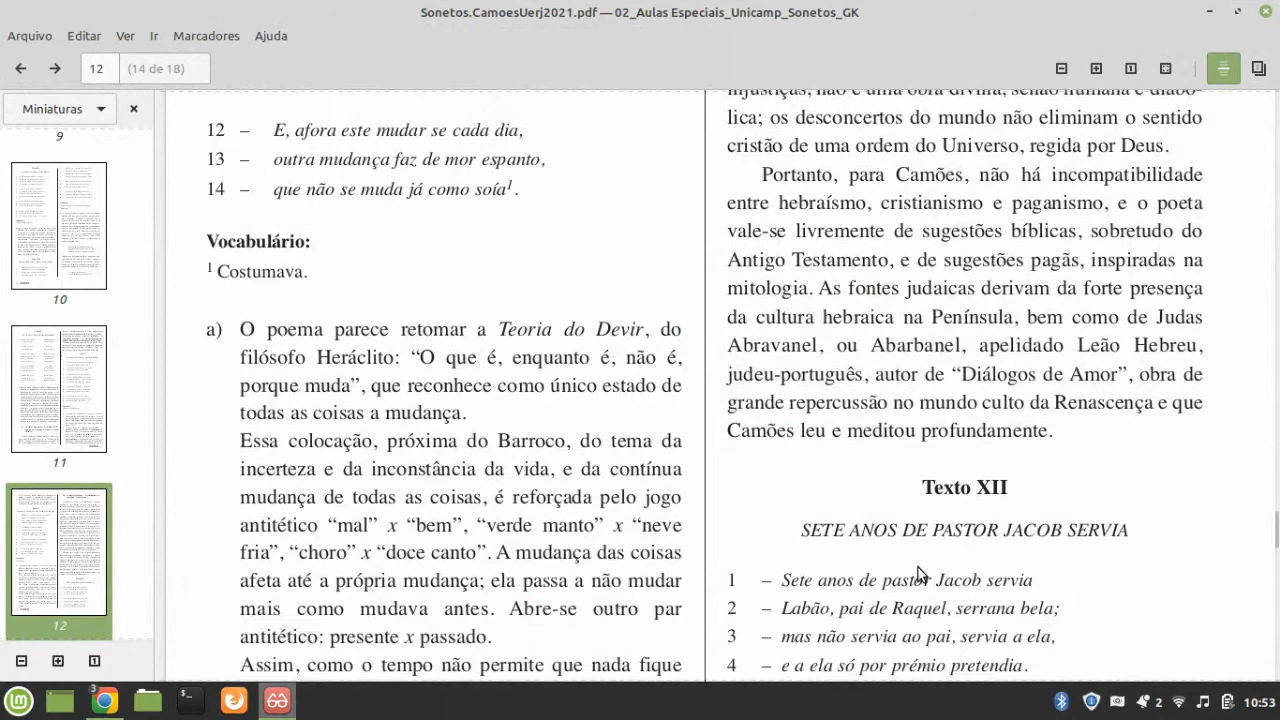 Sonetos.CamoesUerj2021.pdf — 02_Aulas Especiais_Unicamp_Sonetos_GK
Arquivo Editar Ver Ir Marcadores Ajuda
12 (14 de 18)
Miniaturas
9
10
11
12
12 – E, afora este mudar se cada dia,
13 – outra mudança faz de mor espanto,
14 – que não se muda já como soía¹.
Vocabulário:
¹ Costumava.
a) O poema parece retomar a Teoria do Devir, do
filósofo Heráclito: “O que é, enquanto é, não é,
porque muda”, que reconhece como único estado de
todas as coisas a mudança.
Essa colocação, próxima do Barroco, do tema da
incerteza e da inconstância da vida, e da contínua
mudança de todas as coisas, é reforçada pelo jogo
antitético “mal” x “bem”, “verde manto” x “neve
fria”, “choro” x “doce canto”. A mudança das coisas
afeta até a própria mudança; ela passa a não mudar
mais como mudava antes. Abre-se outro par
antitético: presente x passado.
Assim, como o tempo não permite que nada fique
injustiças, não é uma obra divina, senão humana e diabó-
lica; os desconcertos do mundo não eliminam o sentido
cristão de uma ordem do Universo, regida por Deus.
Portanto, para Camões, não há incompatibilidade
entre hebraísmo, cristianismo e paganismo, e o poeta
vale-se livremente de sugestões bíblicas, sobretudo do
Antigo Testamento, e de sugestões pagãs, inspiradas na
mitologia. As fontes judaicas derivam da forte presença
da cultura hebraica na Península, bem como de Judas
Abravanel, ou Abarbanel, apelidado Leão Hebreu,
judeu-português, autor de “Diálogos de Amor”, obra de
grande repercussão no mundo culto da Renascença e que
Camões leu e meditou profundamente.
Texto XII
SETE ANOS DE PASTOR JACOB SERVIA
1 – Sete anos de pastor Jacob servia
2 – Labão, pai de Raquel, serrana bela;
3 – mas não servia ao pai, servia a ela,
4 – e a ela só por prémio pretendia.
3
2
10:53